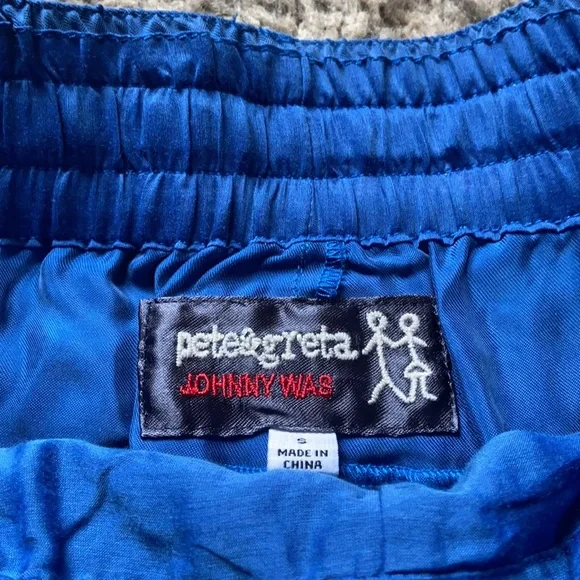 pete&greta
JOHNNY WAS
S
MADE IN
CHINA